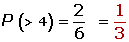 P (> 4) = 2/6 = 1/3